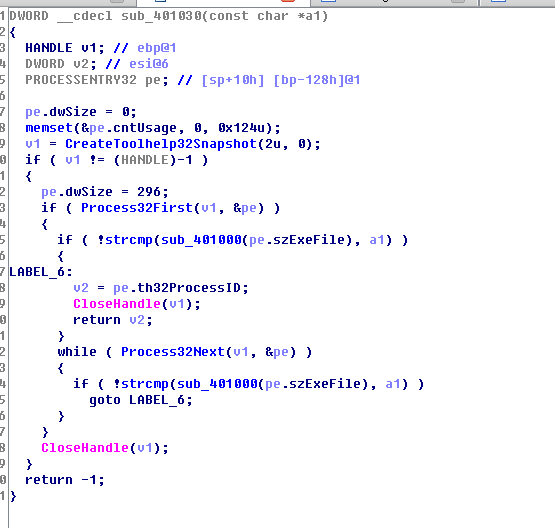 1 DWORD __cdecl sub_401030(const char *a1)
2 {
3 HANDLE v1; // ebp@1
4 DWORD v2; // esi@6
5 PROCESSENTRY32 pe; // [sp+10h] [bp-128h]@1
6
7 pe.dwSize = 0;
8 memset(&pe.cntUsage, 0, 0x124u);
9 v1 = CreateToolhelp32Snapshot(2u, 0);
0 if ( v1 != (HANDLE)-1 )
1 {
2 pe.dwSize = 296;
3 if ( Process32First(v1, &pe) )
4 {
5 if ( !strcmp(sub_401000(pe.szExeFile), a1) )
6 {
7 LABEL_6:
8 v2 = pe.th32ProcessID;
9 CloseHandle(v1);
0 return v2;
1 }
2 while ( Process32Next(v1, &pe) )
3 {
4 if ( !strcmp(sub_401000(pe.szExeFile), a1) )
5 goto LABEL_6;
6 }
7 }
8 CloseHandle(v1);
9 }
0 return -1;
1 }